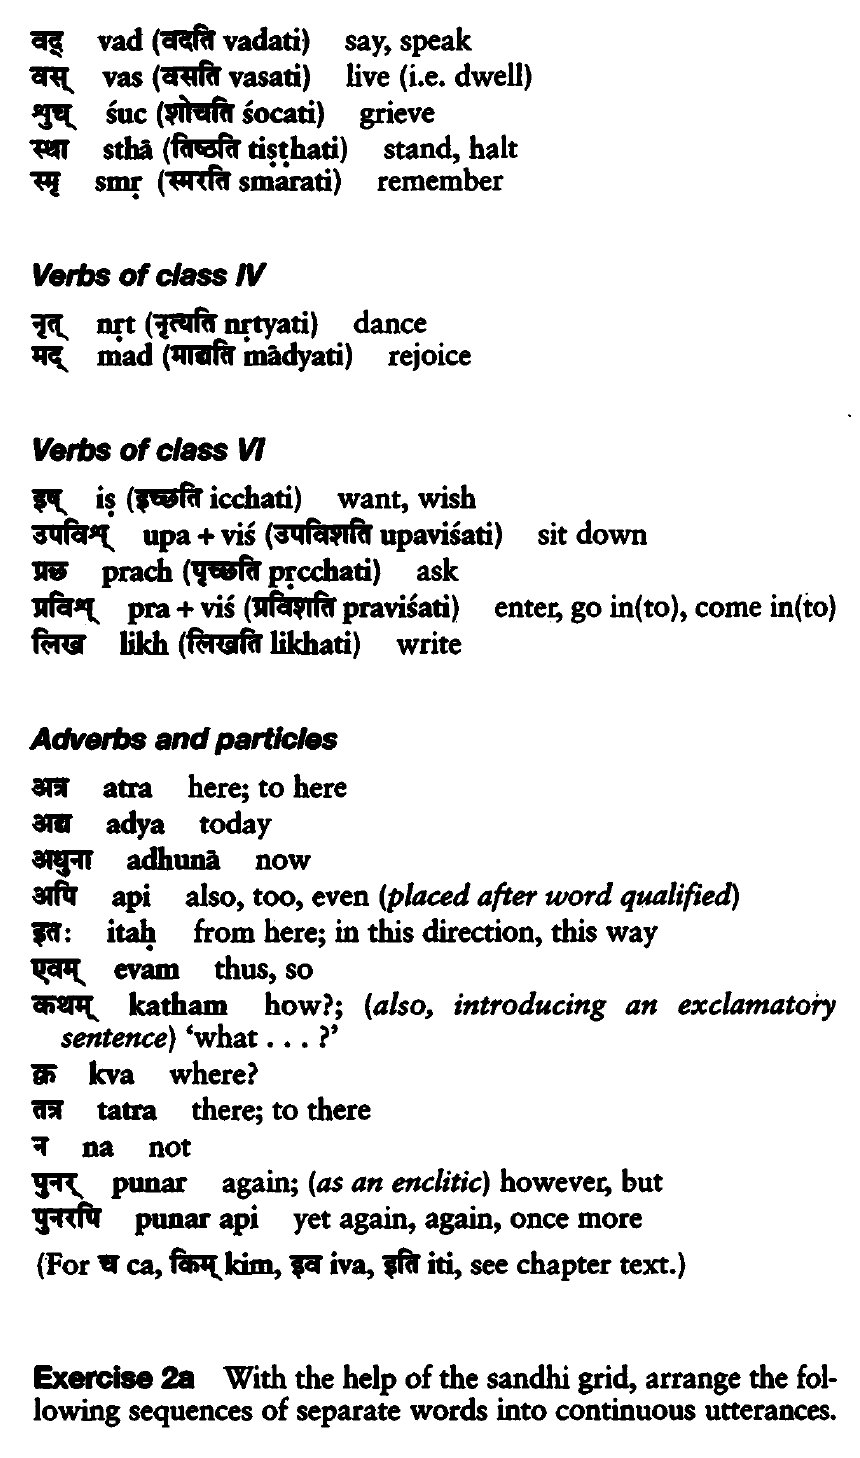 वद् vad (वदति vadati) say, speak
वस् vas (वसति vasati) live (i.e. dwell)
शुच् śuc (शोचति śocati) grieve
स्था sthā (तिष्ठति tiṣṭhati) stand, halt
स्मृ smṛ (स्मरति smarati) remember
Verbs of class IV
नृत् nṛt (नृत्यति nṛtyati) dance
मद् mad (माद्यति mādyati) rejoice
Verbs of class VI
इष् iṣ (इच्छति icchati) want, wish
उपविश् upa + viś (उपविशति upaviśati) sit down
प्रछ prach (पृच्छति pṛcchati) ask
प्रविश् pra + viś (प्रविशति praviśati) enter, go in(to), come in(to)
लिख likh (लिखति likhati) write
Adverbs and particles
अत्र atra here; to here
अद्य adya today
अधुना adhunā now
अपि api also, too, even (placed after word qualified)
इतः itaḥ from here; in this direction, this way
एवम् evam thus, so
कथम् katham how?; (also, introducing an exclamatory
sentence) ‘what . . . ?’
क्व kva where?
तत्र tatra there; to there
न na not
पुनर् punar again; (as an enclitic) however, but
पुनरपि punar api yet again, again, once more
(For च ca, किम् kim, इव iva, इति iti, see chapter text.)
Exercise 2a With the help of the sandhi grid, arrange the fol-
lowing sequences of separate words into continuous utterances.